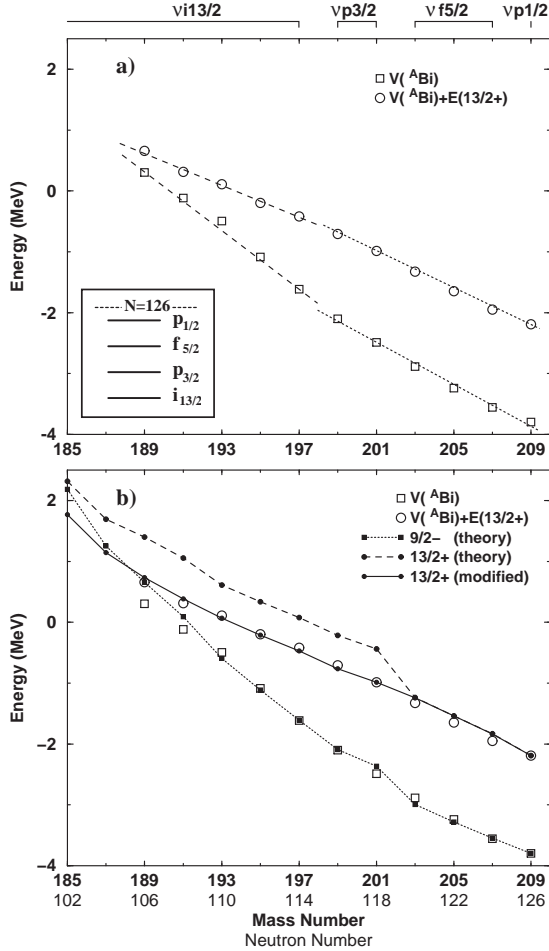 νi13/2 νp3/2 νf5/2 νp1/2
a)
V(ᴬBi)
V(ᴬBi)+E(13/2+)
2
0
−2
−4
Energy (MeV)
N=126
p1/2
f5/2
p3/2
i13/2
185 189 193 197 201 205 209
b)
V(ᴬBi)
V(ᴬBi)+E(13/2+)
9/2− (theory)
13/2+ (theory)
13/2+ (modified)
2
0
−2
−4
Energy (MeV)
185 189 193 197 201 205 209
102 106 110 114 118 122 126
Mass Number
Neutron Number